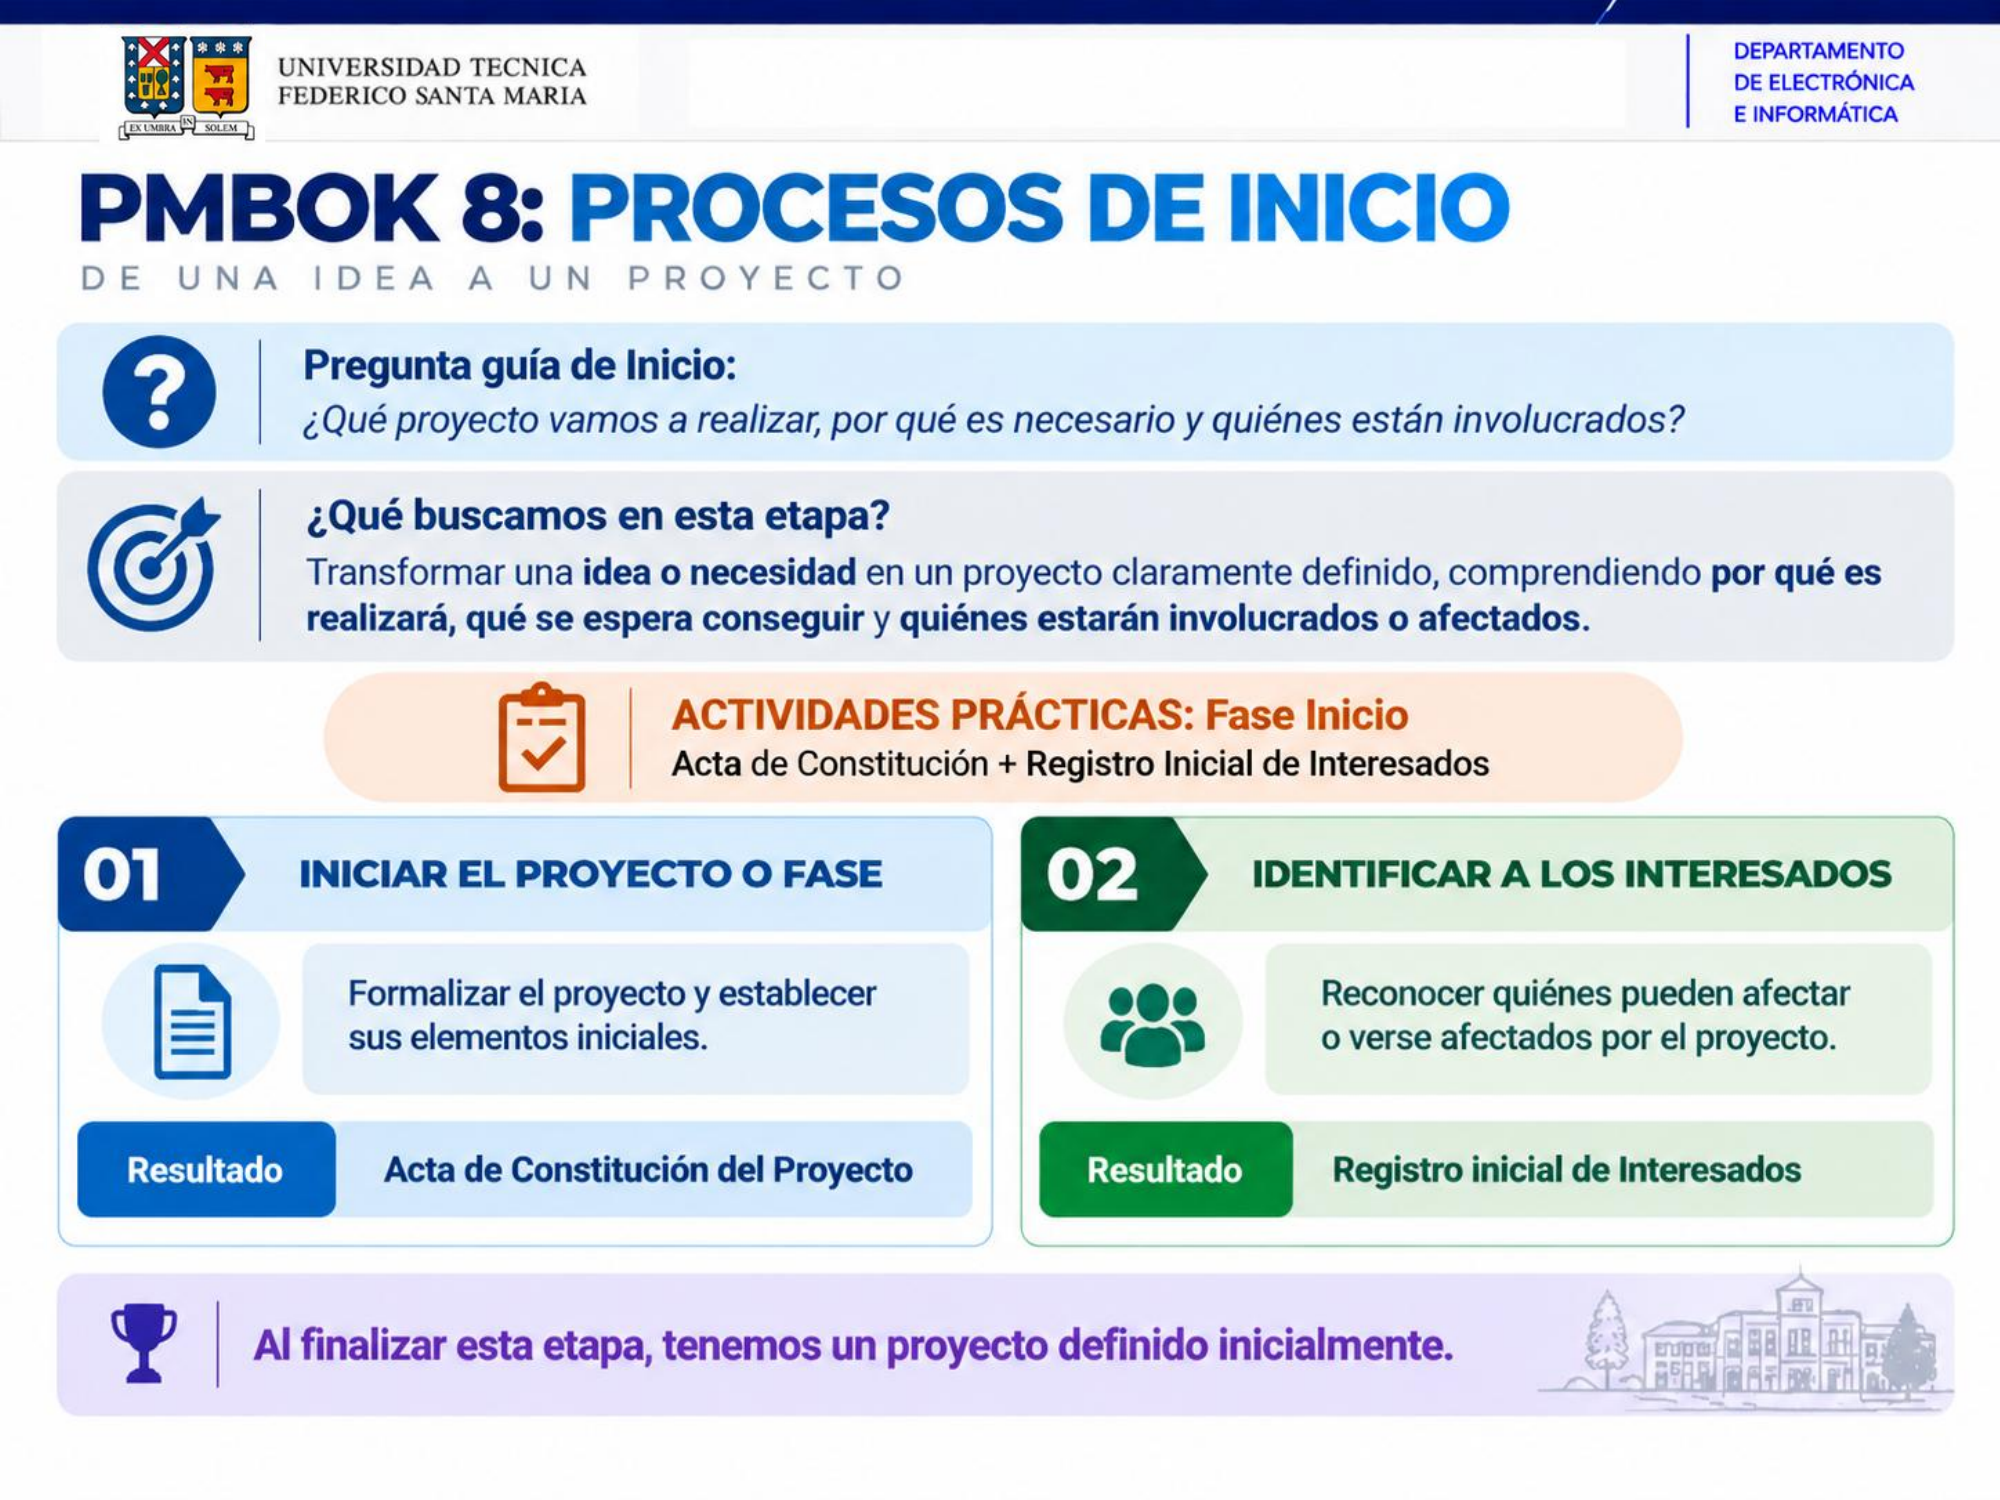 EX UMBRA IN SOLEM
UNIVERSIDAD TECNICA
FEDERICO SANTA MARIA
DEPARTAMENTO
DE ELECTRÓNICA
E INFORMÁTICA
PMBOK 8: PROCESOS DE INICIO
DE UNA IDEA A UN PROYECTO
?
Pregunta guía de Inicio:
¿Qué proyecto vamos a realizar, por qué es necesario y quiénes están involucrados?
¿Qué buscamos en esta etapa?
Transformar una idea o necesidad en un proyecto claramente definido, comprendiendo por qué es
realizará, qué se espera conseguir y quiénes estarán involucrados o afectados.
ACTIVIDADES PRÁCTICAS: Fase Inicio
Acta de Constitución + Registro Inicial de Interesados
01
INICIAR EL PROYECTO O FASE
Formalizar el proyecto y establecer
sus elementos iniciales.
Resultado
Acta de Constitución del Proyecto
02
IDENTIFICAR A LOS INTERESADOS
Reconocer quiénes pueden afectar
o verse afectados por el proyecto.
Resultado
Registro inicial de Interesados
Al finalizar esta etapa, tenemos un proyecto definido inicialmente.